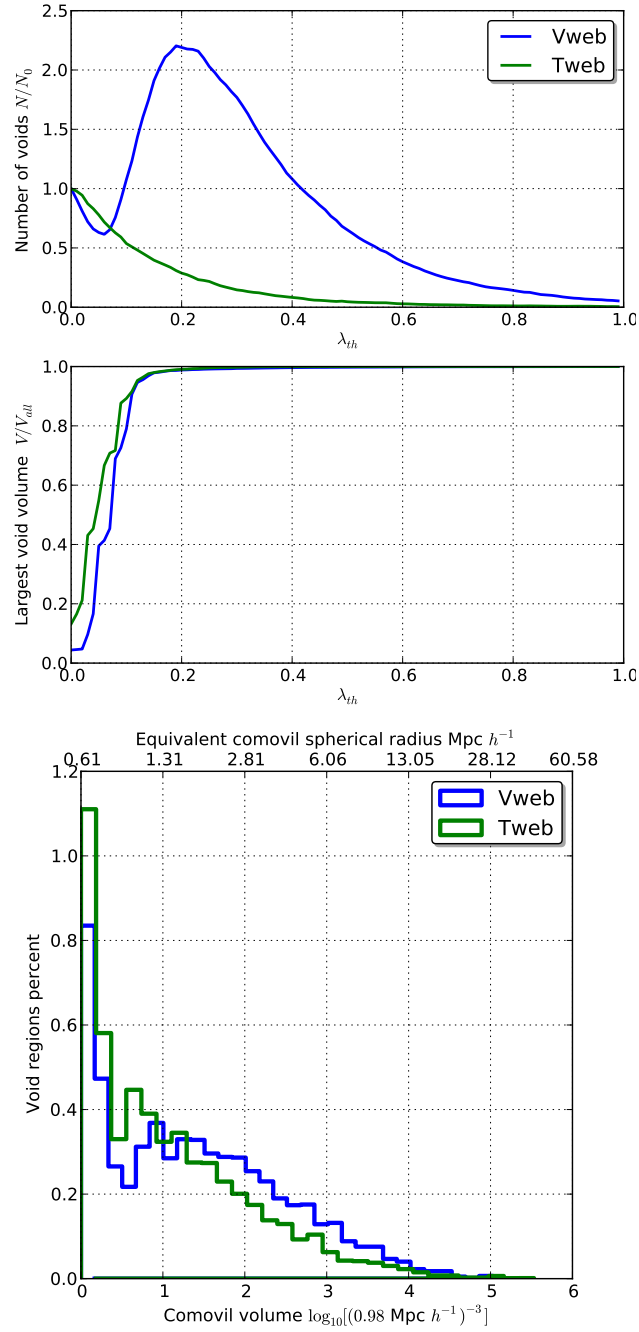 2.5
2.0
1.5
1.0
0.5
0.0
Number of voids N/N₀
Vweb
Tweb
0.0 0.2 0.4 0.6 0.8 1.0
λ_th
1.0
0.8
0.6
0.4
0.2
0.0
Largest void volume V/V_all
0.0 0.2 0.4 0.6 0.8 1.0
λ_th
Equivalent comovil spherical radius Mpc h⁻¹
0.61 1.31 2.81 6.06 13.05 28.12 60.58
1.2
1.0
0.8
0.6
0.4
0.2
0.0
Void regions percent
Vweb
Tweb
0 1 2 3 4 5 6
Comovil volume log₁₀[(0.98 Mpc h⁻¹)⁻³]